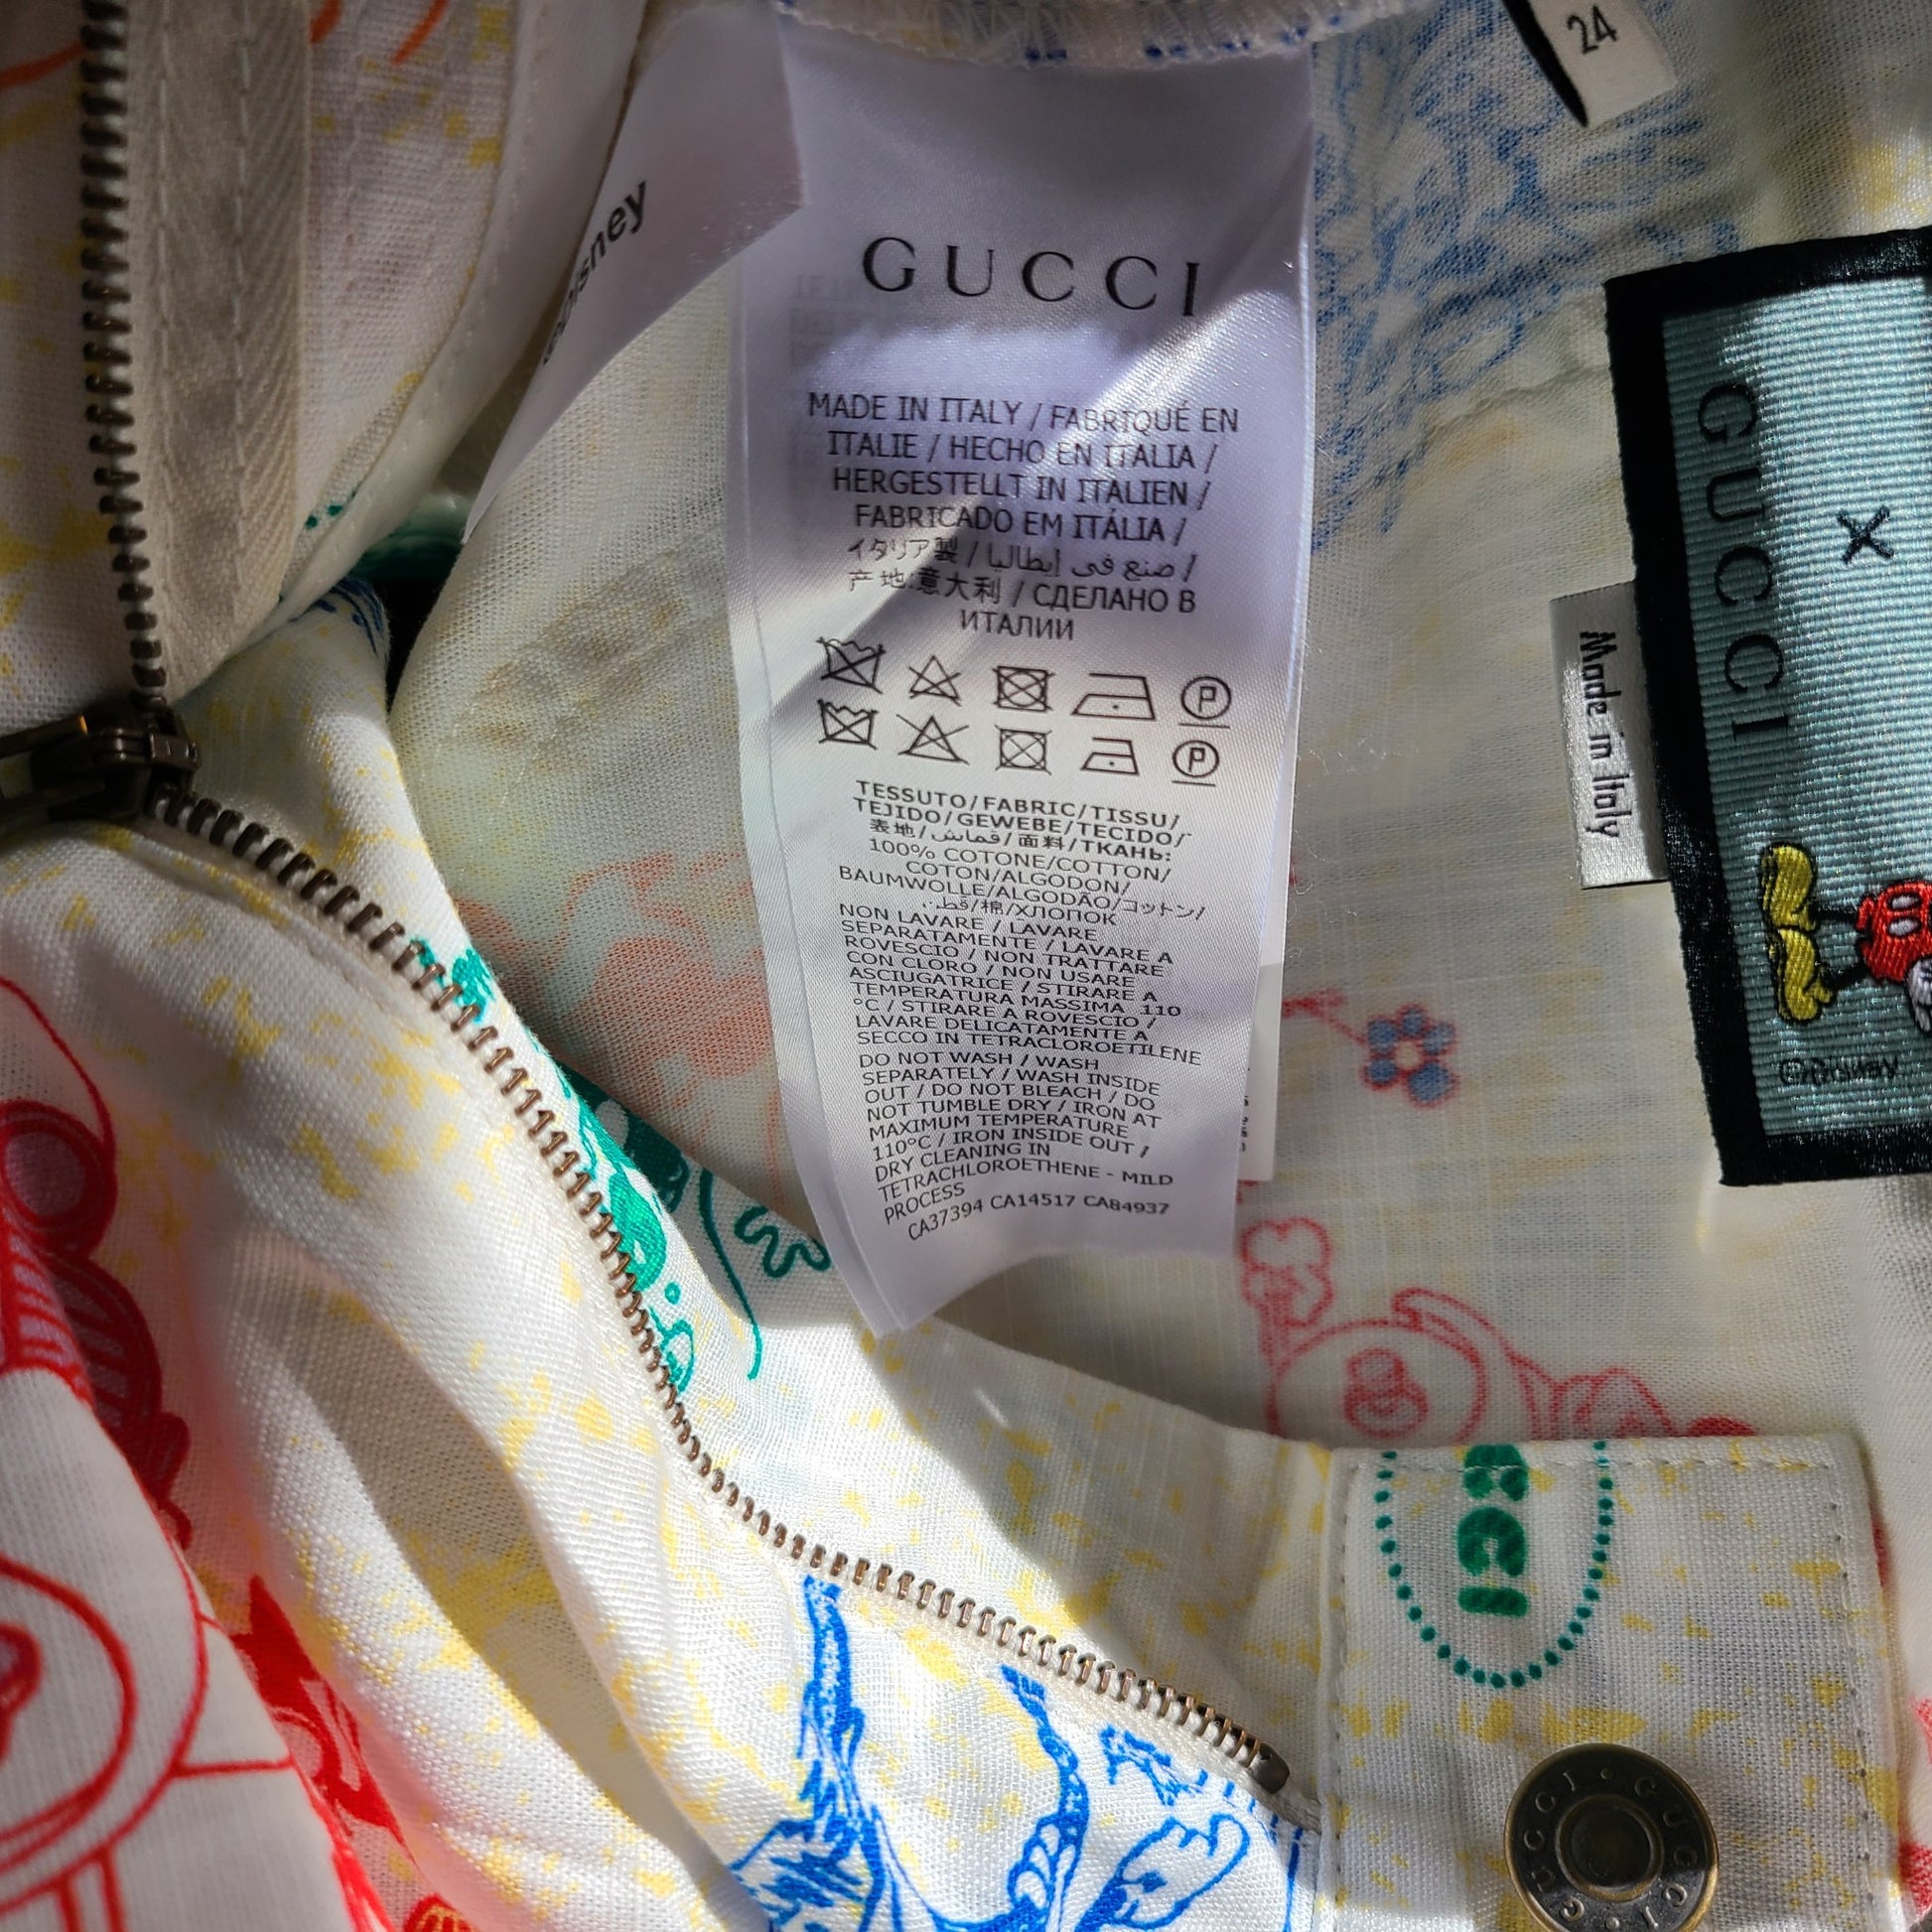 24
©Disney
GUCCI
MADE IN ITALY / FABRIQUÉ EN
ITALIE / HECHO EN ITALIA /
HERGESTELLT IN ITALIEN /
FABRICADO EM ITÁLIA /
イタリア製 / صنع في إيطاليا /
产地:意大利 / СДЕЛАНО В
ИТАЛИИ
P
P
TESSUTO/FABRIC/TISSU/
TEJIDO/GEWEBE/TECIDO/
表地/قماش/面料/ТКАНЬ:
100% COTONE/COTTON/
COTON/ALGODON/
BAUMWOLLE/ALGODÃO/コットン/
قطن/棉/ХЛОПОК
NON LAVARE / LAVARE
SEPARATAMENTE / LAVARE A
ROVESCIO / NON TRATTARE
CON CLORO / NON USARE
ASCIUGATRICE / STIRARE A
TEMPERATURA MASSIMA 110
°C / STIRARE A ROVESCIO /
LAVARE DELICATAMENTE A
SECCO IN TETRACLOROETILENE
DO NOT WASH / WASH
SEPARATELY / WASH INSIDE
OUT / DO NOT BLEACH / DO
NOT TUMBLE DRY / IRON AT
MAXIMUM TEMPERATURE
110°C / IRON INSIDE OUT /
DRY CLEANING IN
TETRACHLOROETHENE - MILD
PROCESS
CA37394 CA14517 CA84937
GUCCI
×
©Disney
Made in Italy
CCI
GUCCI • GUCCI •